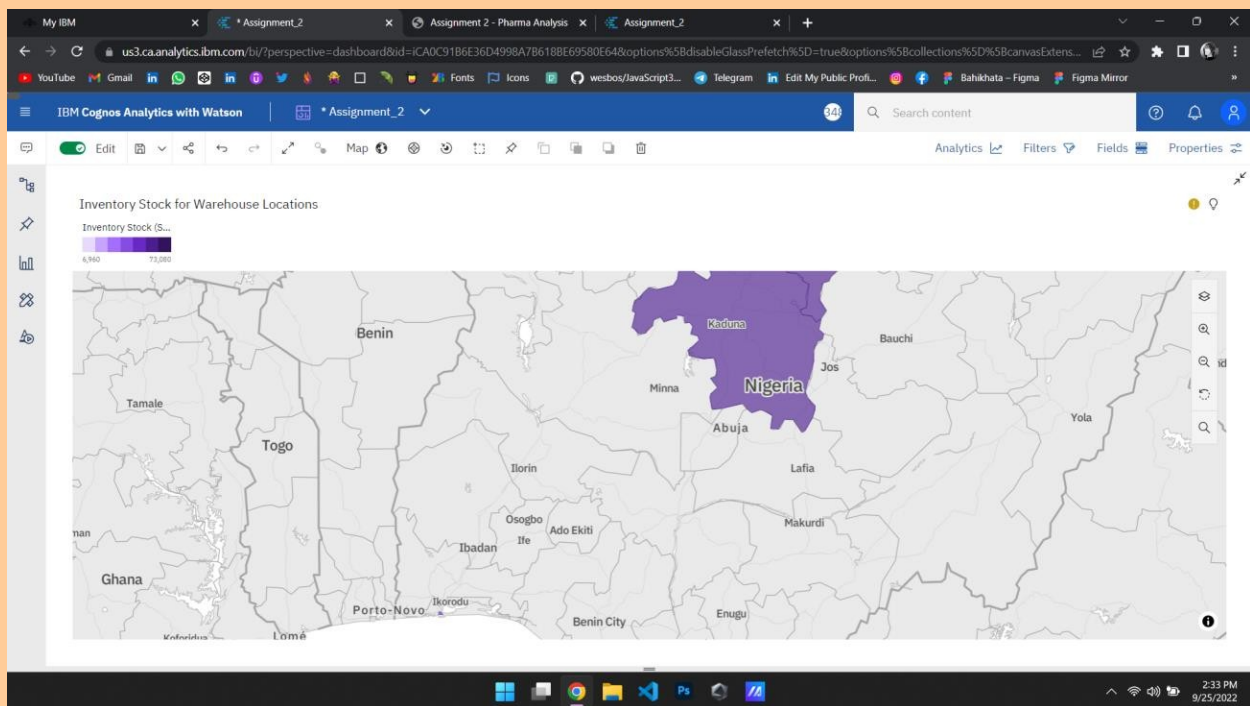 My IBM
* Assignment_2
Assignment 2 - Pharma Analysis
Assignment_2
us3.ca.analytics.ibm.com/bi/?perspective=dashboard&id=iCA0C91B6E36D4998A7B618BE69580E64&options%5BdisableGlassPrefetch%5D=true&options%5Bcollections%5D%5BcanvasExtens...
YouTube Gmail Fonts Icons wesbos/JavaScript3... Telegram Edit My Public Profi... Bahikhata – Figma Figma Mirror »
IBM Cognos Analytics with Watson * Assignment_2 Search content
Edit Map Analytics Filters Fields Properties
Inventory Stock for Warehouse Locations
Inventory Stock (S...
6,960 73,080
Kaduna
Benin
Bauchi
Jos
Minna
Nigeria
Tamale
Yola
Abuja
Togo
Ilorin
Lafia
Osogbo
Makurdi
Ado Ekiti
Ife
Ibadan
Ghana
Ikorodu
Porto-Novo
Enugu
Benin City
Koforidua
Lomé
2:33 PM
9/25/2022